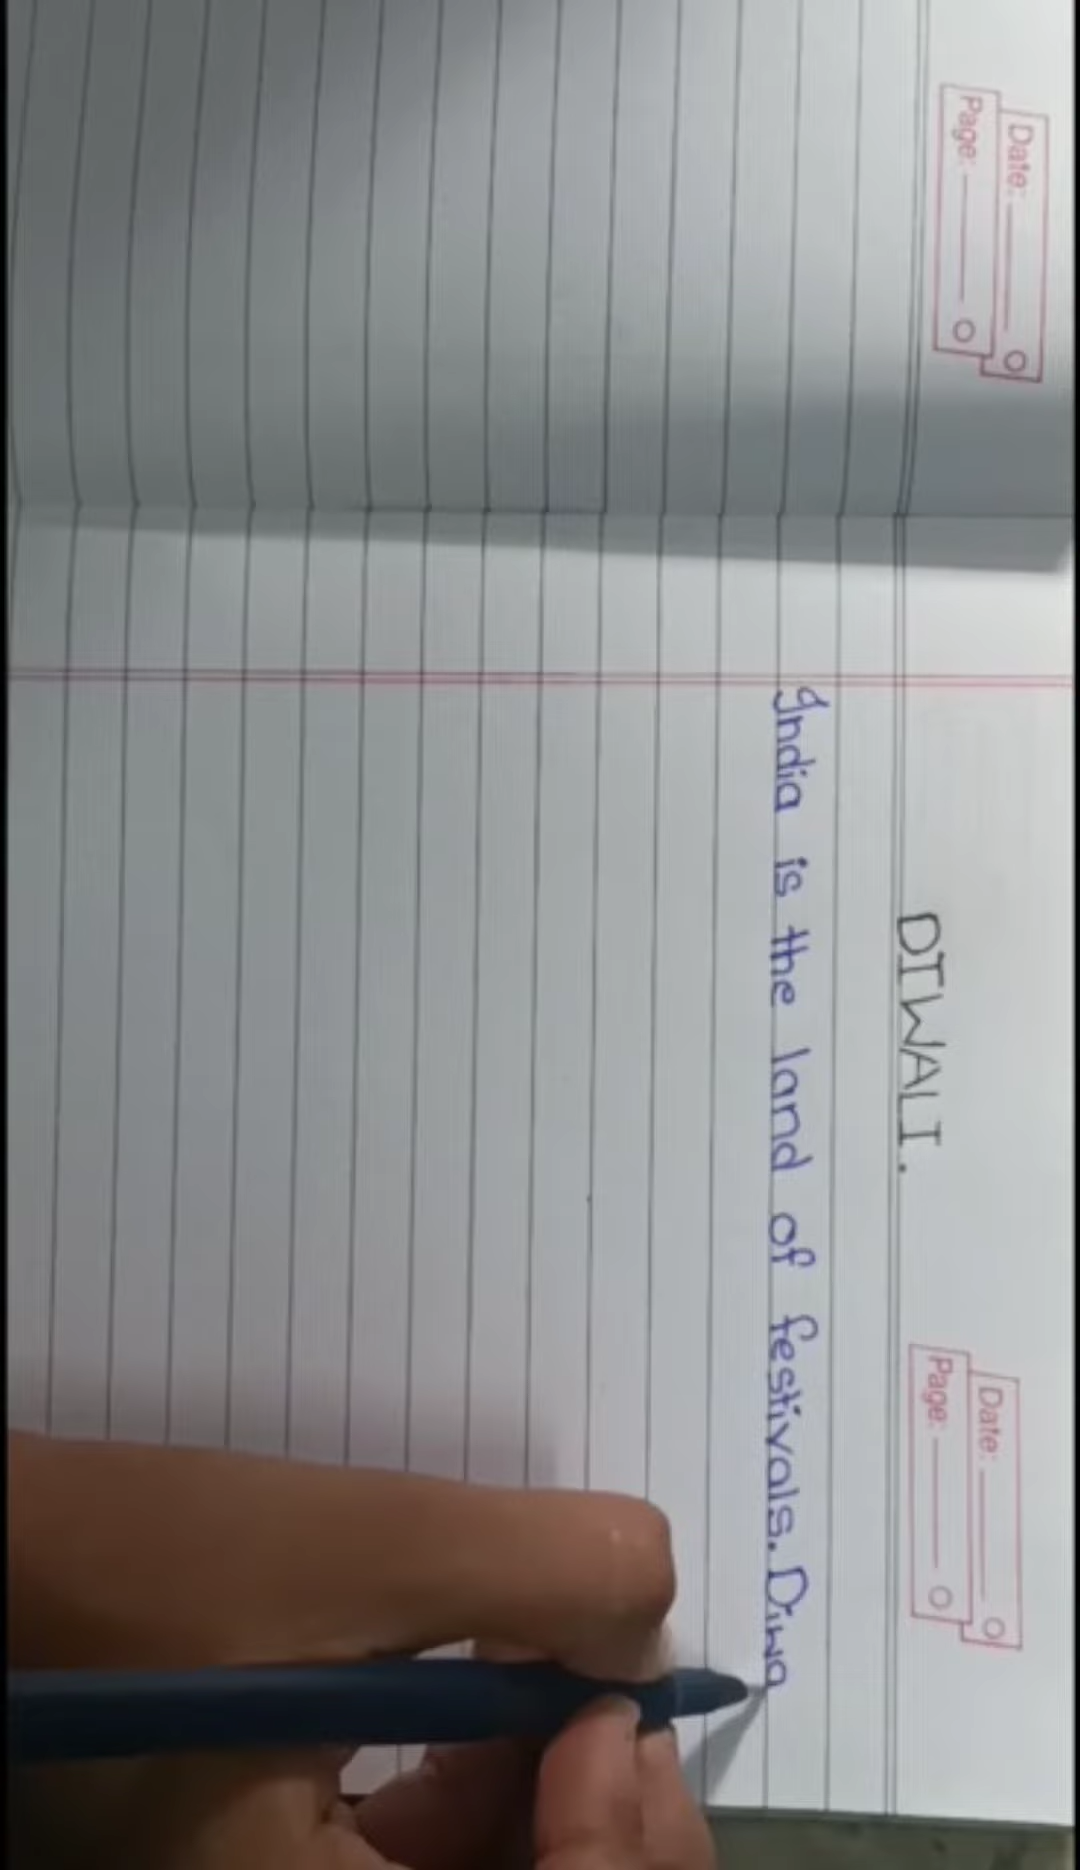 Date:
Page:
Date:
Page:
DIWALI.
India is the land of festivals. Diwa